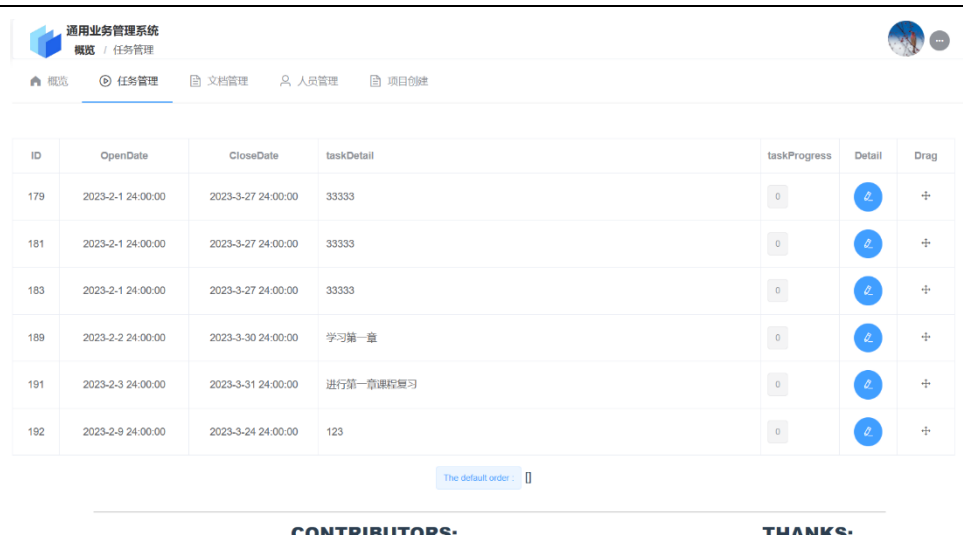 通用业务管理系统
概览 / 任务管理
概览 任务管理 文档管理 人员管理 项目创建
ID OpenDate CloseDate taskDetail taskProgress Detail Drag
179 2023-2-1 24:00:00 2023-3-27 24:00:00 33333 0
181 2023-2-1 24:00:00 2023-3-27 24:00:00 33333 0
183 2023-2-1 24:00:00 2023-3-27 24:00:00 33333 0
189 2023-2-2 24:00:00 2023-3-30 24:00:00 学习第一章 0
191 2023-2-3 24:00:00 2023-3-31 24:00:00 进行第一章课程复习 0
192 2023-2-9 24:00:00 2023-3-24 24:00:00 123 0
The default order : []
CONTRIBUTORS: THANKS: